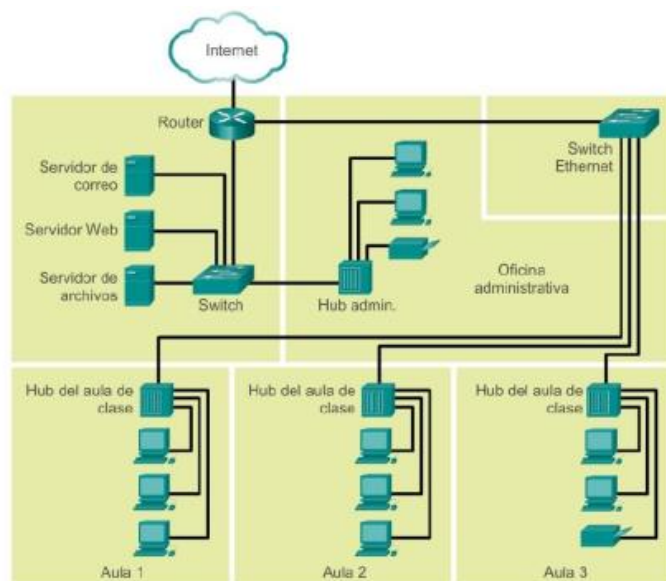 Internet
Router
Switch
Ethernet
Servidor de
correo
Servidor Web
Servidor de
archivos
Switch
Hub admin.
Oficina
administrativa
Hub del aula de
clase
Hub del aula de
clase
Hub del aula de
clase
Aula 1
Aula 2
Aula 3